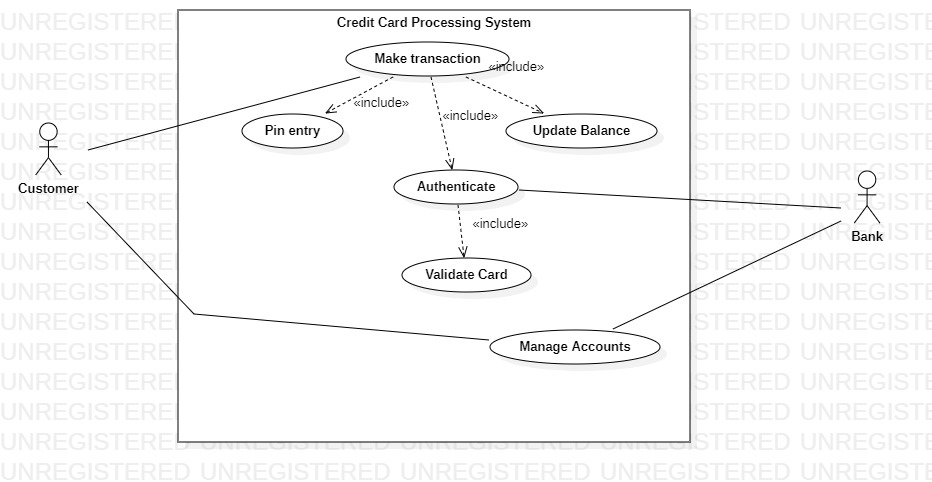 Credit Card Processing System
Make transaction
«include»
«include»
«include»
Pin entry
Update Balance
Customer
Authenticate
Bank
«include»
Validate Card
Manage Accounts
UNREGISTERED UNREGISTERED UNREGISTERED UNREGISTERED UNREGISTERED